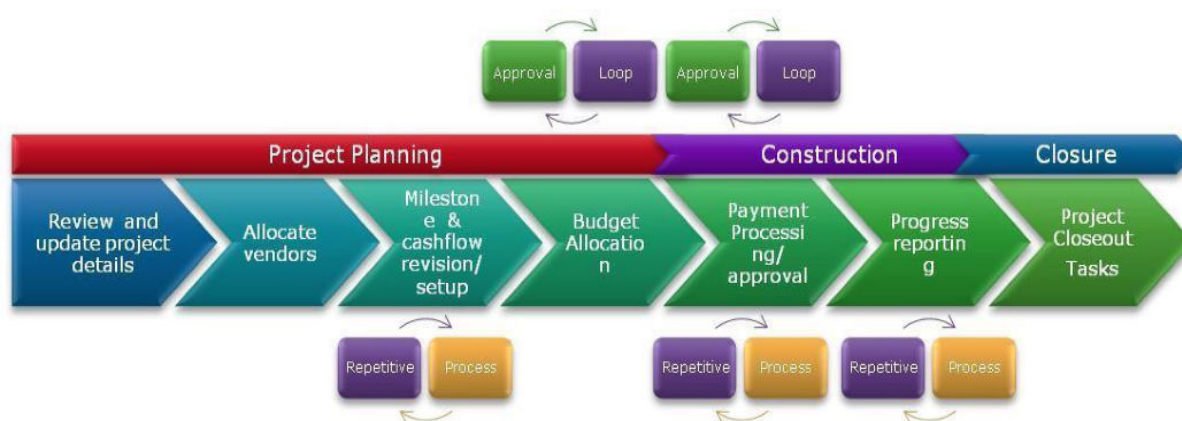 Approval
Loop
Approval
Loop
Project Planning
Construction
Closure
Review and
update project
details
Allocate
vendors
Mileston
e &
cashflow
revision/
setup
Budget
Allocatio
n
Payment
Processi
ng/
approval
Progress
reportin
g
Project
Closeout
Tasks
Repetitive
Process
Repetitive
Process
Repetitive
Process